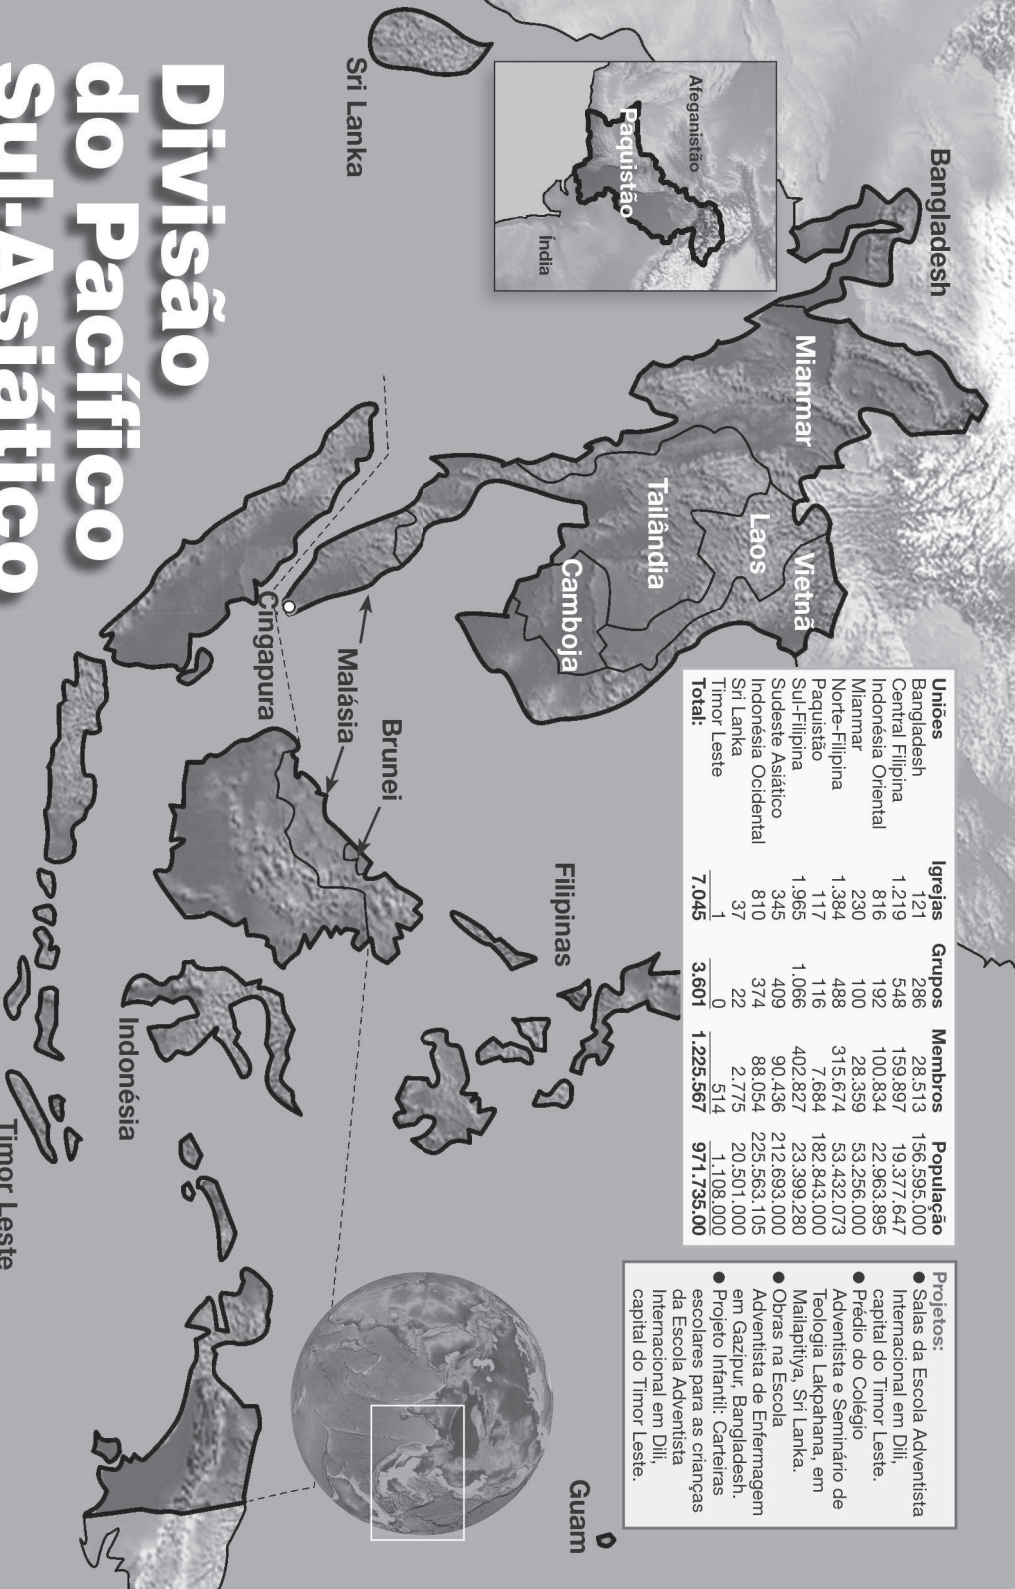 Divisão
do Pacífico
Sul-Asiático
Sri Lanka
Afeganistão
Paquistão
Índia
Bangladesh
Mianmar
Tailândia
Laos
Vietnã
Camboja
Cingapura
Malásia
Brunei
Filipinas
Indonésia
Timor Leste
Guam
Uniões Igrejas Grupos Membros População
Bangladesh 121 286 28.513 156.595.000
Central Filipina 1.219 548 159.897 19.377.647
Indonésia Oriental 816 192 100.834 22.963.895
Mianmar 230 100 28.359 53.256.000
Norte-Filipina 1.384 488 315.674 53.432.073
Paquistão 117 116 7.684 182.843.000
Sul-Filipina 1.965 1.066 402.827 23.399.280
Sudeste Asiático 345 409 90.436 212.693.000
Indonésia Ocidental 810 374 88.054 225.563.105
Sri Lanka 37 22 2.775 20.501.000
Timor Leste 1 0 514 1.108.000
Total: 7.045 3.601 1.225.567 971.735.00
Projetos:
● Salas da Escola Adventista
Internacional em Dili,
capital do Timor Leste.
● Prédio do Colégio
Adventista e Seminário de
Teologia Lakpahana, em
Mailapitiya, Sri Lanka.
● Obras na Escola
Adventista de Enfermagem
em Gazipur, Bangladesh.
● Projeto Infantil: Carteiras
escolares para as crianças
da Escola Adventista
Internacional em Dili,
capital do Timor Leste.